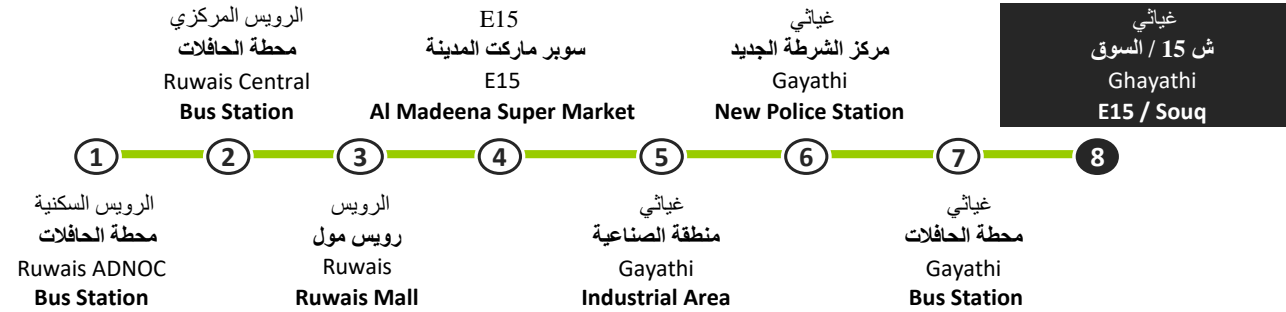 الرويس المركزي
محطة الحافلات
Ruwais Central
Bus Station
E15
سوبر ماركت المدينة
E15
Al Madeena Super Market
غياثي
مركز الشرطة الجديد
Gayathi
New Police Station
غياثي
ش 15 / السوق
Ghayathi
E15 / Souq
1 2 3 4 5 6 7 8
الرويس السكنية
محطة الحافلات
Ruwais ADNOC
Bus Station
الرويس
رويس مول
Ruwais
Ruwais Mall
غياثي
منطقة الصناعية
Gayathi
Industrial Area
غياثي
محطة الحافلات
Gayathi
Bus Station